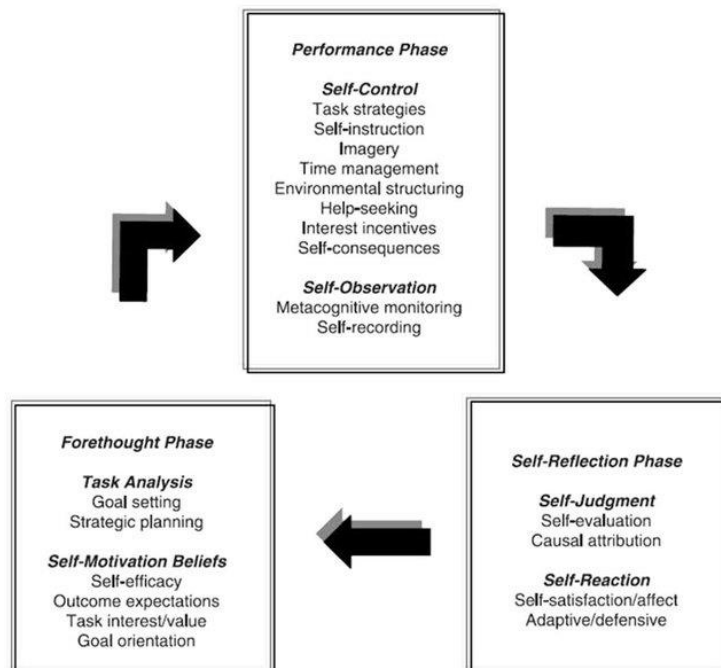 Performance Phase
Self-Control
Task strategies
Self-instruction
Imagery
Time management
Environmental structuring
Help-seeking
Interest incentives
Self-consequences
Self-Observation
Metacognitive monitoring
Self-recording
Forethought Phase
Task Analysis
Goal setting
Strategic planning
Self-Motivation Beliefs
Self-efficacy
Outcome expectations
Task interest/value
Goal orientation
Self-Reflection Phase
Self-Judgment
Self-evaluation
Causal attribution
Self-Reaction
Self-satisfaction/affect
Adaptive/defensive